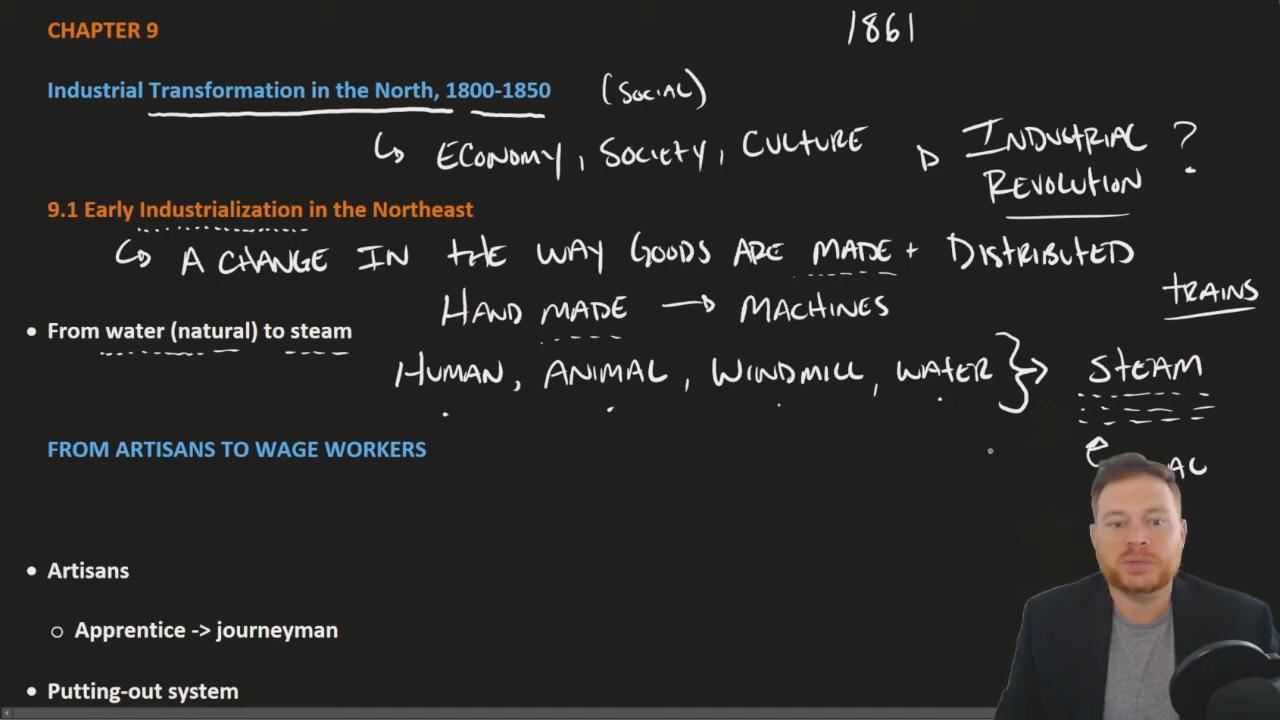 CHAPTER 9
1861
Industrial Transformation in the North, 1800-1850 (SOCIAL)
↳ ECONOMY, SOCIETY, CULTURE ▷ INDUSTRIAL REVOLUTION ?
9.1 Early Industrialization in the Northeast
↳ A CHANGE IN THE WAY GOODS ARE MADE + DISTRIBUTED
HAND MADE → MACHINES
TRAINS
• From water (natural) to steam
HUMAN, ANIMAL, WINDMILL, WATER } → STEAM
FROM ARTISANS TO WAGE WORKERS
• Artisans
○ Apprentice -> journeyman
• Putting-out system